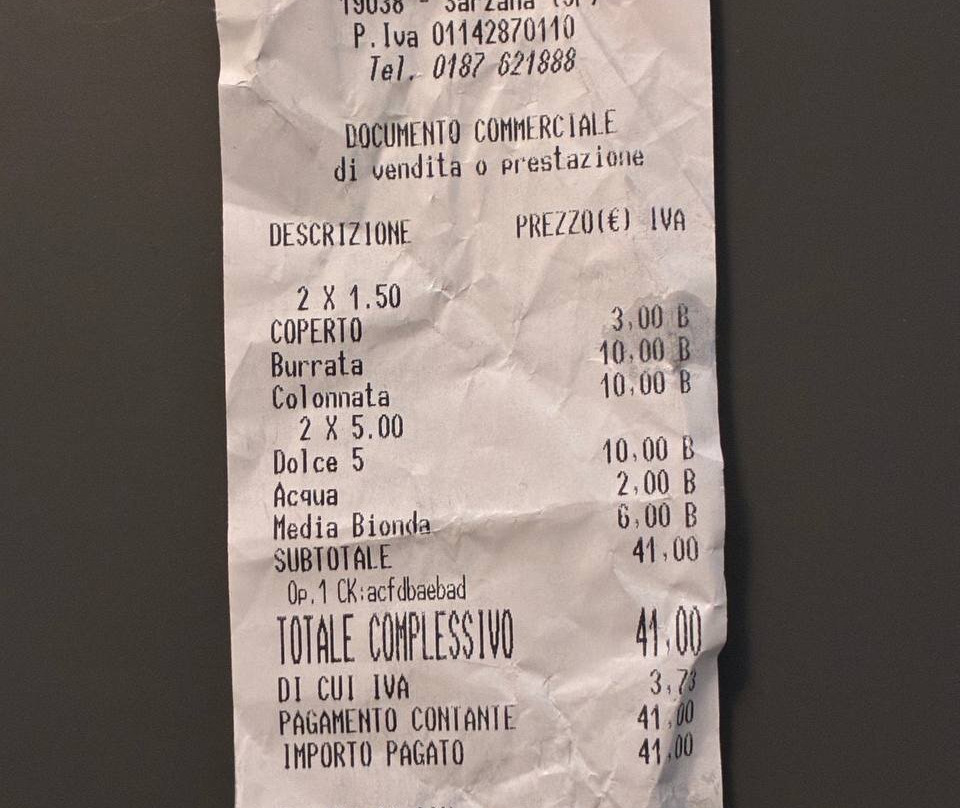 19038 - Sarzana (SP)
P.Iva 01142870110
Tel. 0187 621888
DOCUMENTO COMMERCIALE
di vendita o prestazione
DESCRIZIONE PREZZO(€) IVA
2 X 1.50
COPERTO 3,00 B
Burrata 10,00 B
Colonnata 10,00 B
2 X 5.00
Dolce 5 10,00 B
Acqua 2,00 B
Media Bionda 6,00 B
SUBTOTALE 41,00
Op.1 CK:acfdbaebad
TOTALE COMPLESSIVO 41,00
DI CUI IVA 3,73
PAGAMENTO CONTANTE 41,00
IMPORTO PAGATO 41,00